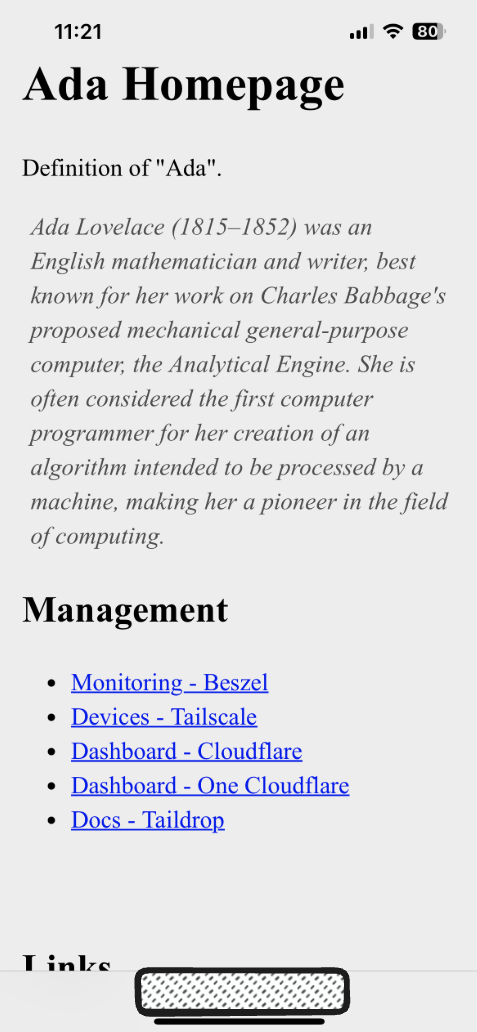 11:21
80
Ada Homepage
Definition of "Ada".
Ada Lovelace (1815–1852) was an
English mathematician and writer, best
known for her work on Charles Babbage's
proposed mechanical general-purpose
computer, the Analytical Engine. She is
often considered the first computer
programmer for her creation of an
algorithm intended to be processed by a
machine, making her a pioneer in the field
of computing.
Management
Monitoring - Beszel
Devices - Tailscale
Dashboard - Cloudflare
Dashboard - One Cloudflare
Docs - Taildrop
Links